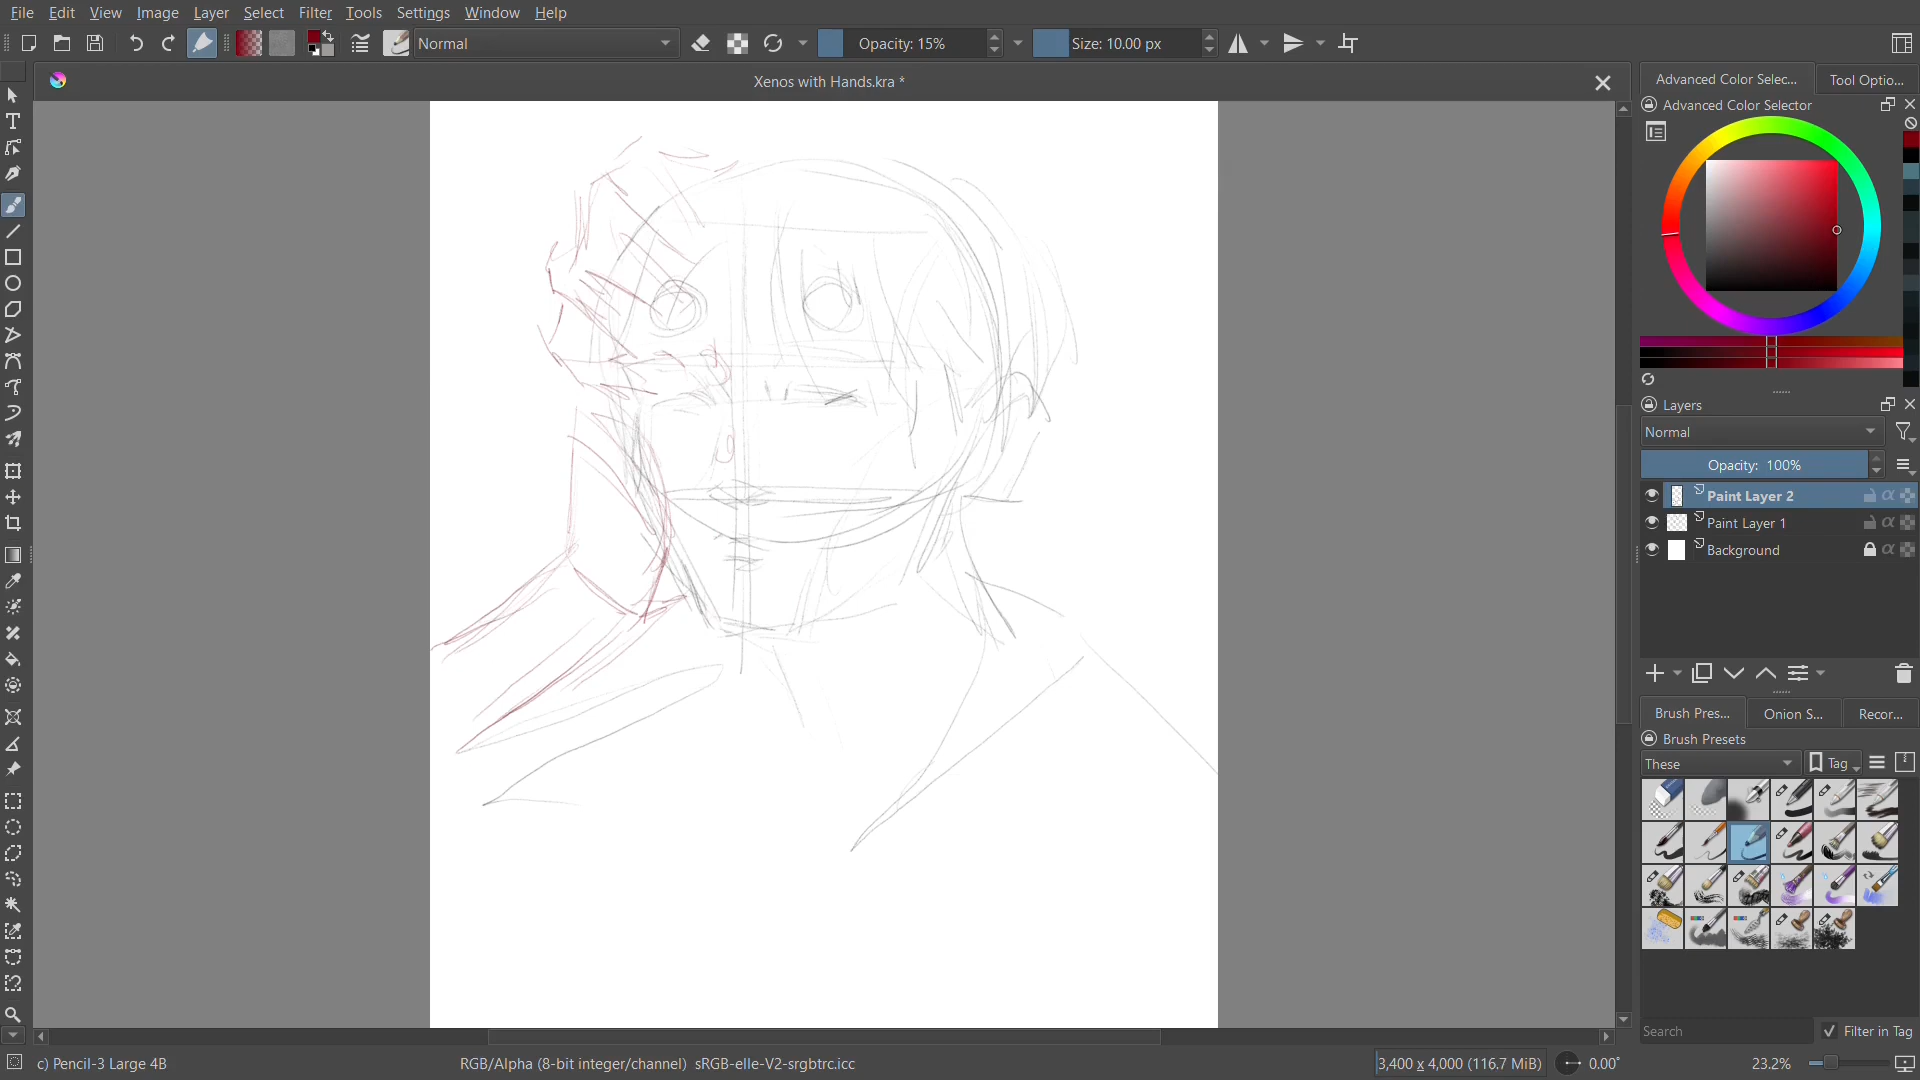 File Edit View Image Layer Select Filter Tools Settings Window Help
Normal Opacity: 15% Size: 10.00 px
Xenos with Hands.kra *
Advanced Color Selec... Tool Optio...
Advanced Color Selector
Layers
Normal
Opacity: 100%
Paint Layer 2
Paint Layer 1
Background
Brush Pres... Onion S... Recor...
Brush Presets
These Tag
Search Filter in Tag
c) Pencil-3 Large 4B RGB/Alpha (8-bit integer/channel) sRGB-elle-V2-srgbtrc.icc 3,400 x 4,000 (116.7 MiB) 0.00° 23.2%